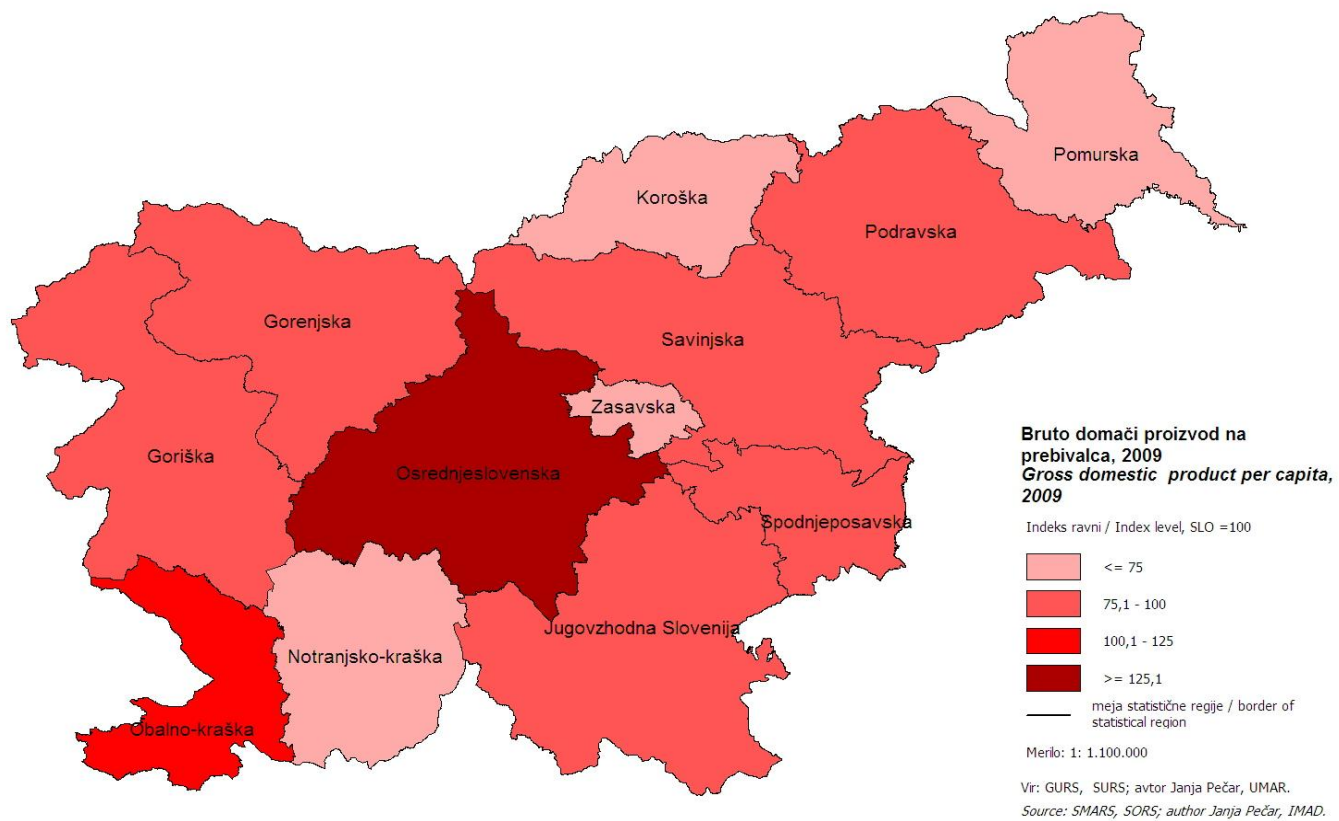 Pomurska
Koroška
Podravska
Gorenjska
Savinjska
Zasavska
Goriška
Osrednjeslovenska
Spodnjeposavska
Jugovzhodna Slovenija
Notranjsko-kraška
Obalno-kraška
Bruto domači proizvod na
prebivalca, 2009
Gross domestic product per capita,
2009
Indeks ravni / Index level, SLO =100
<= 75
75,1 - 100
100,1 - 125
>= 125,1
meja statistične regije / border of
statistical region
Merilo: 1: 1.100.000
Vir: GURS, SURS; avtor Janja Pečar, UMAR.
Source: SMARS, SORS; author Janja Pečar, IMAD.